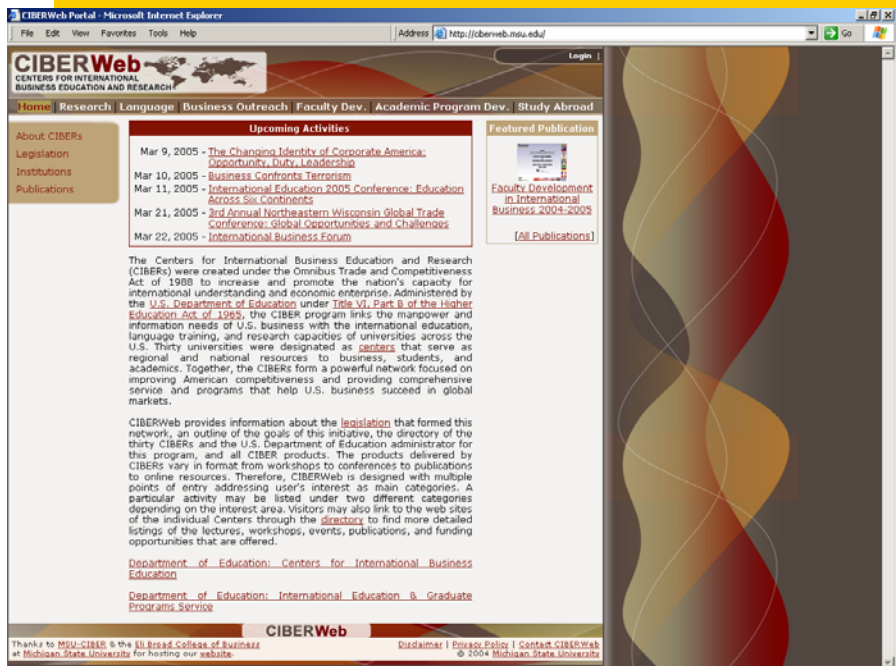 CIBERWeb Portal - Microsoft Internet Explorer
File Edit View Favorites Tools Help
Address http://ciberweb.msu.edu/
Go
CIBERWeb
CENTERS FOR INTERNATIONAL
BUSINESS EDUCATION AND RESEARCH
Login |
Home | Research | Language | Business Outreach | Faculty Dev. | Academic Program Dev. | Study Abroad
About CIBERs
Legislation
Institutions
Publications
Upcoming Activities
Mar 9, 2005 - The Changing Identity of Corporate America:
Opportunity, Duty, Leadership
Mar 10, 2005 - Business Confronts Terrorism
Mar 11, 2005 - International Education 2005 Conference: Education
Across Six Continents
Mar 21, 2005 - 3rd Annual Northeastern Wisconsin Global Trade
Conference: Global Opportunities and Challenges
Mar 22, 2005 - International Business Forum
Featured Publication
Faculty Development
in International
Business 2004-2005
[All Publications]
The Centers for International Business Education and Research
(CIBERs) were created under the Omnibus Trade and Competitiveness
Act of 1988 to increase and promote the nation's capacity for
international understanding and economic enterprise. Administered by
the U.S. Department of Education under Title VI, Part B of the Higher
Education Act of 1965, the CIBER program links the manpower and
information needs of U.S. business with the international education,
language training, and research capacities of universities across the
U.S. Thirty universities were designated as centers that serve as
regional and national resources to business, students, and
academics. Together, the CIBERs form a powerful network focused on
improving American competitiveness and providing comprehensive
service and programs that help U.S. business succeed in global
markets.
CIBERWeb provides information about the legislation that formed this
network, an outline of the goals of this initiative, the directory of the
thirty CIBERs and the U.S. Department of Education administrator for
this program, and all CIBER products. The products delivered by
CIBERs vary in format from workshops to conferences to publications
to online resources. Therefore, CIBERWeb is designed with multiple
points of entry addressing user's interest as main categories. A
particular activity may be listed under two different categories
depending on the interest area. Visitors may also link to the web sites
of the individual Centers through the directory to find more detailed
listings of the lectures, workshops, events, publications, and funding
opportunities that are offered.
Department of Education: Centers for International Business
Education
Department of Education: International Education & Graduate
Programs Service
CIBERWeb
Thanks to MSU-CIBER & the Eli Broad College of Business
at Michigan State University for hosting our website.
Disclaimer | Privacy Policy | Contact CIBERWeb
© 2004 Michigan State University